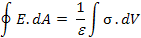 ∮ E.dA = 1/ε ∫ σ.dV